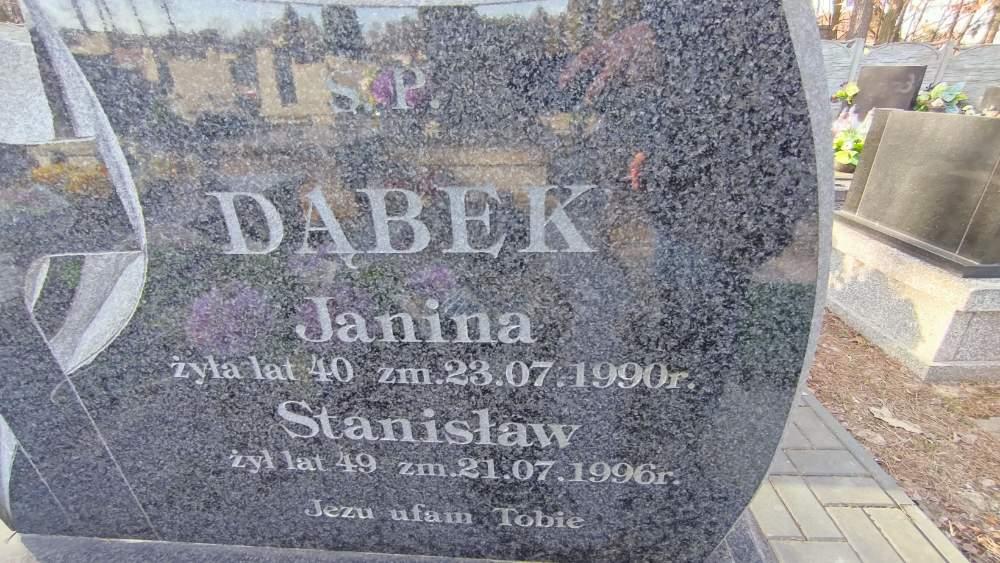 Ś.P.
DĄBEK
Janina
żyła lat 40 zm.23.07.1990r.
Stanisław
żył lat 49 zm.21.07.1996r.
Jezu ufam Tobie